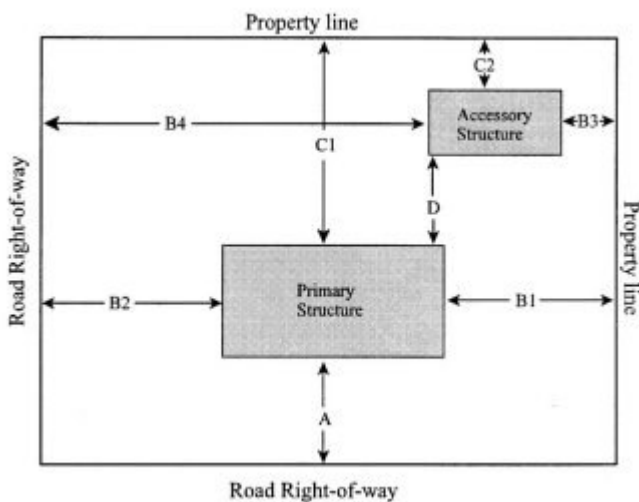 Property line
C2
Accessory
Structure
B3
B4
C1
D
Road Right-of-way
Property line
Primary
Structure
B2
B1
A
Road Right-of-way